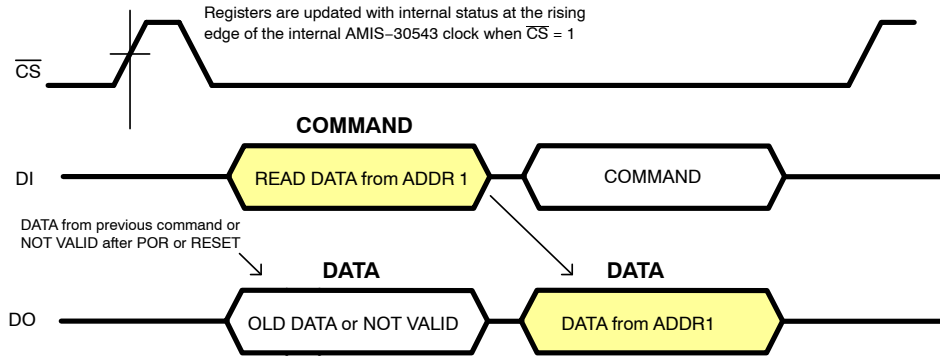 Registers are updated with internal status at the rising
edge of the internal AMIS−30543 clock when C̅S̅ = 1
C̅S̅
COMMAND
DI
READ DATA from ADDR 1
COMMAND
DATA from previous command or
NOT VALID after POR or RESET
DATA
DATA
DO
OLD DATA or NOT VALID
DATA from ADDR1